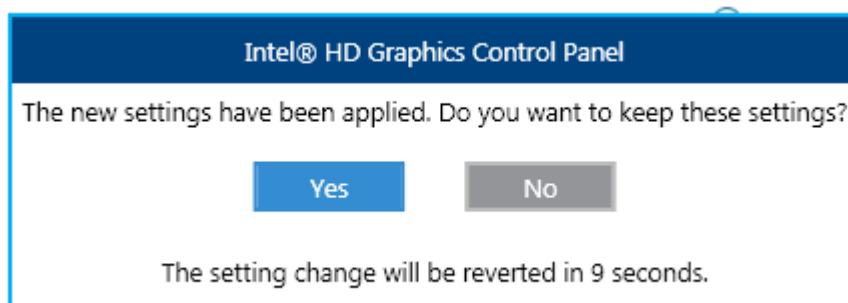 Intel® HD Graphics Control Panel
The new settings have been applied. Do you want to keep these settings?
Yes No
The setting change will be reverted in 9 seconds.